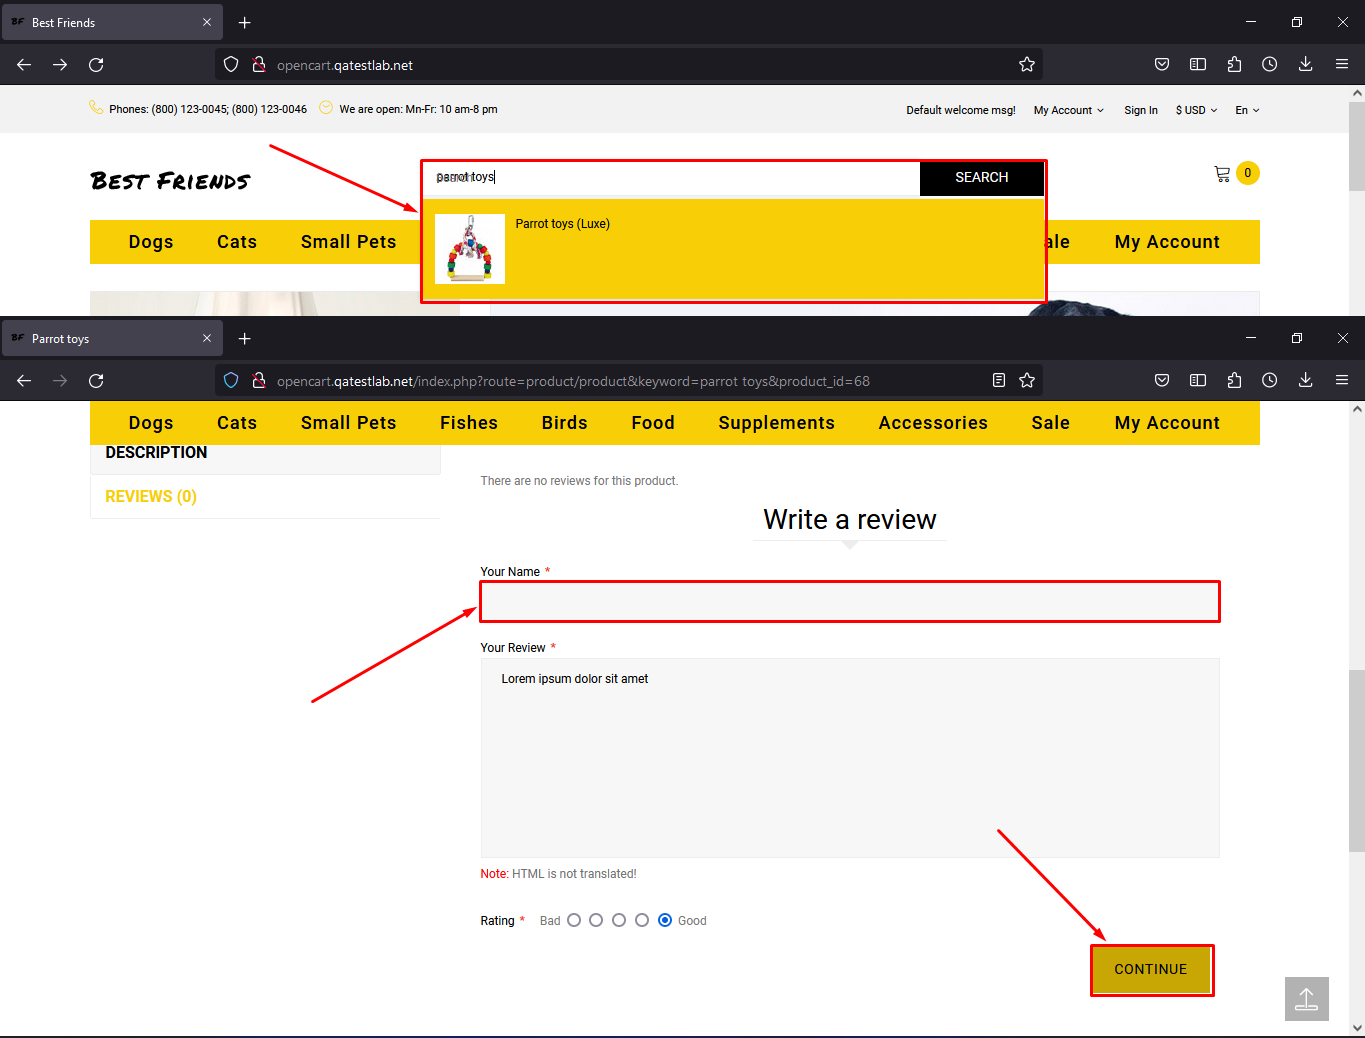 Best Friends
opencart.qatestlab.net
Phones: (800) 123-0045; (800) 123-0046 We are open: Mn-Fr: 10 am-8 pm Default welcome msg! My Account Sign In $ USD En
BEST FRIENDS parrot toys SEARCH 0
Parrot toys (Luxe)
Dogs Cats Small Pets ale My Account
BF Parrot toys
opencart.qatestlab.net/index.php?route=product/product&keyword=parrot toys&product_id=68
Dogs Cats Small Pets Fishes Birds Food Supplements Accessories Sale My Account
DESCRIPTION
There are no reviews for this product.
REVIEWS (0)
Write a review
Your Name *
Your Review *
Lorem ipsum dolor sit amet
Note: HTML is not translated!
Rating * Bad Good
CONTINUE